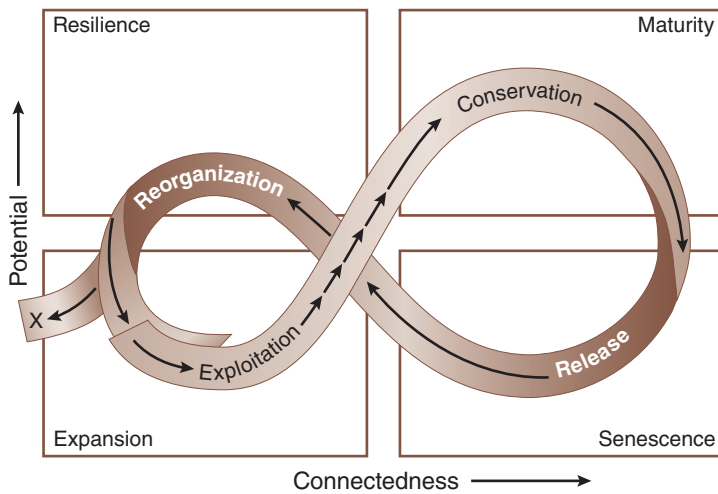 Resilience
Maturity
Conservation
Reorganization
Potential
X
Exploitation
Release
Expansion
Senescence
Connectedness